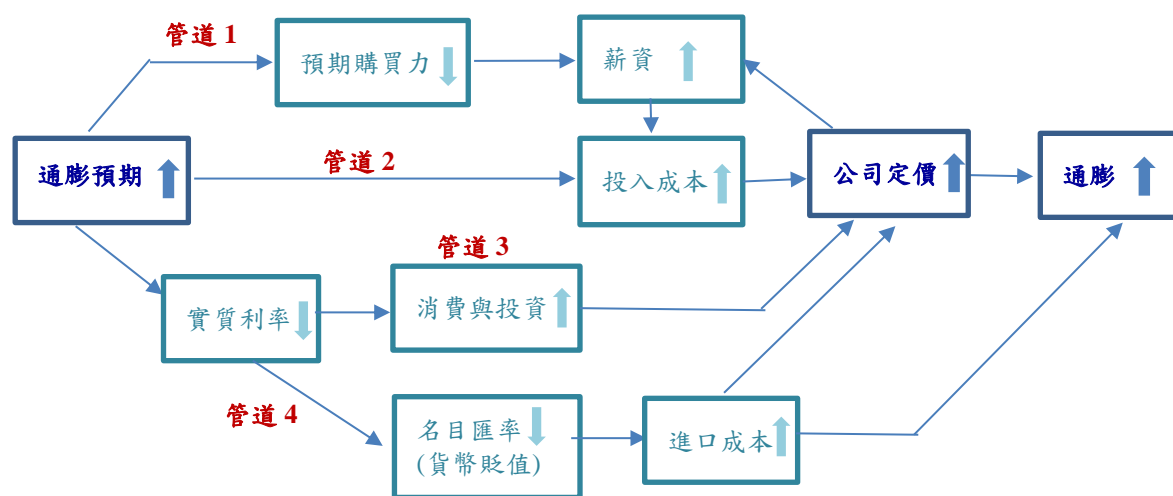 管道 1
預期購買力
薪資
通膨預期
管道 2
投入成本
公司定價
通膨
管道 3
實質利率
消費與投資
管道 4
名目匯率
(貨幣貶值)
進口成本